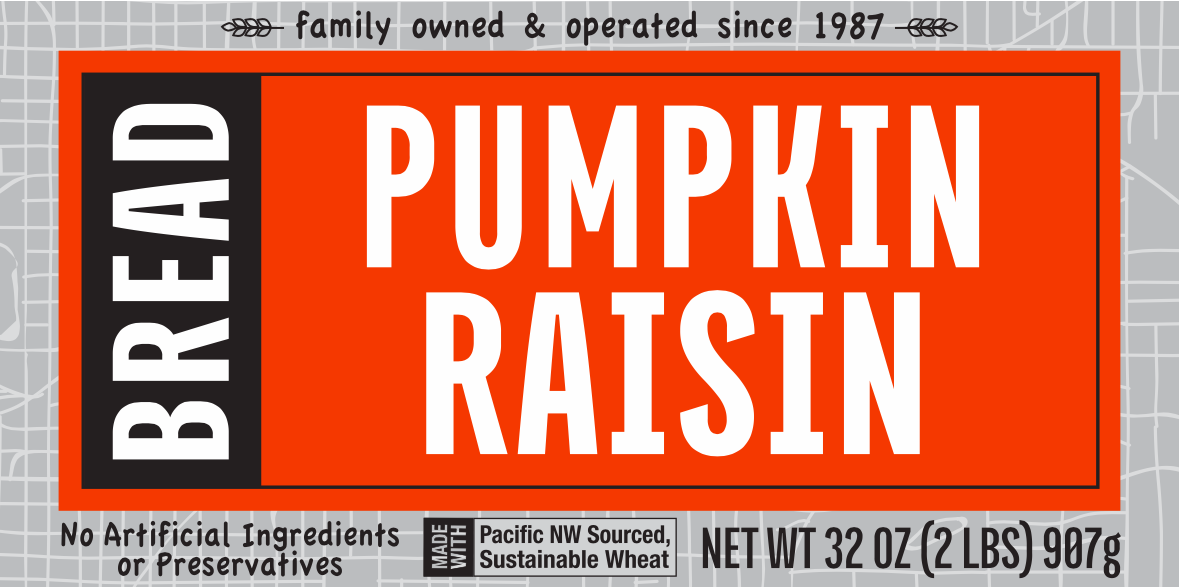 family owned & operated since 1987
BREAD
PUMPKIN
RAISIN
No Artificial Ingredients
or Preservatives
MADE
WITH
Pacific NW Sourced,
Sustainable Wheat
NET WT 32 OZ (2 LBS) 907g